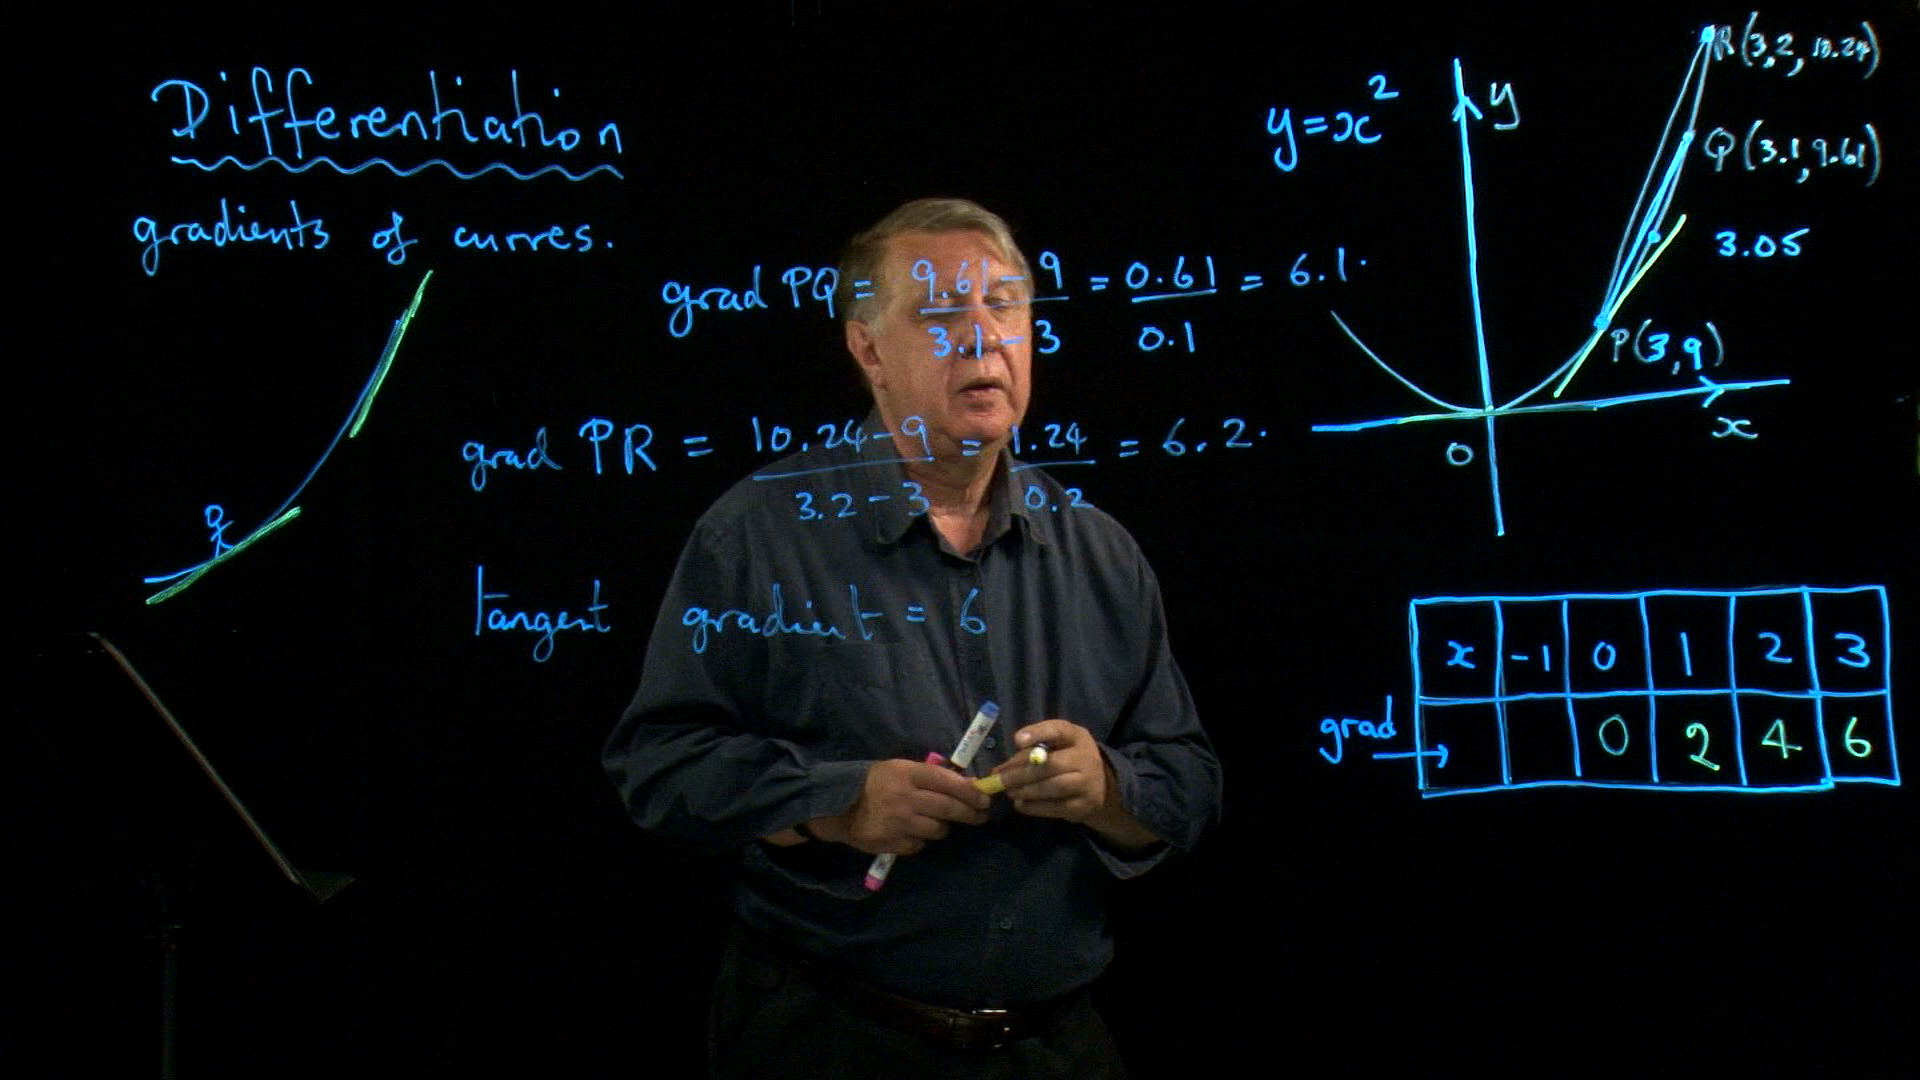 Differentiation
gradients of curves.
grad PQ = 9.61 - 9 / 3.1 - 3 = 0.61 / 0.1 = 6.1.
grad PR = 10.24 - 9 / 3.2 - 3 = 1.24 / 0.2 = 6.2.
tangent gradient = 6
y = x²
y
R(3.2, 10.24)
Q(3.1, 9.61)
3.05
P(3,9)
x
0
x -1 0 1 2 3
grad → 0 2 4 6